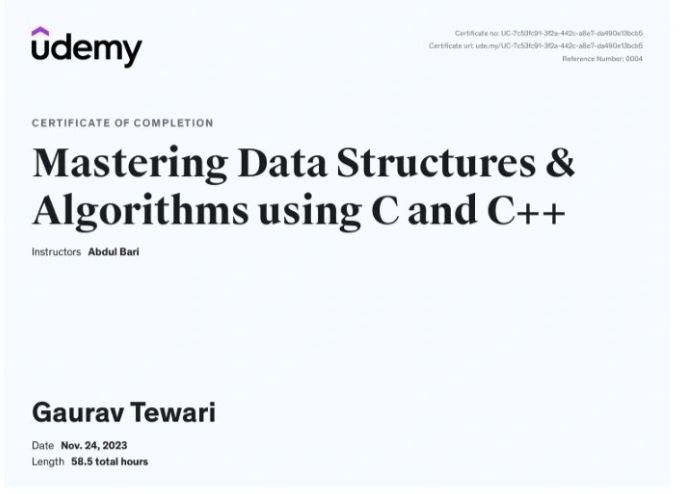 udemy
Certificate no: UC-7c53fc91-3f2a-442c-a8e7-da490e13bcb5
Certificate url: ude.my/UC-7c53fc91-3f2a-442c-a8e7-da490e13bcb5
Reference Number: 0004
CERTIFICATE OF COMPLETION
Mastering Data Structures &
Algorithms using C and C++
Instructors Abdul Bari
Gaurav Tewari
Date Nov. 24, 2023
Length 58.5 total hours